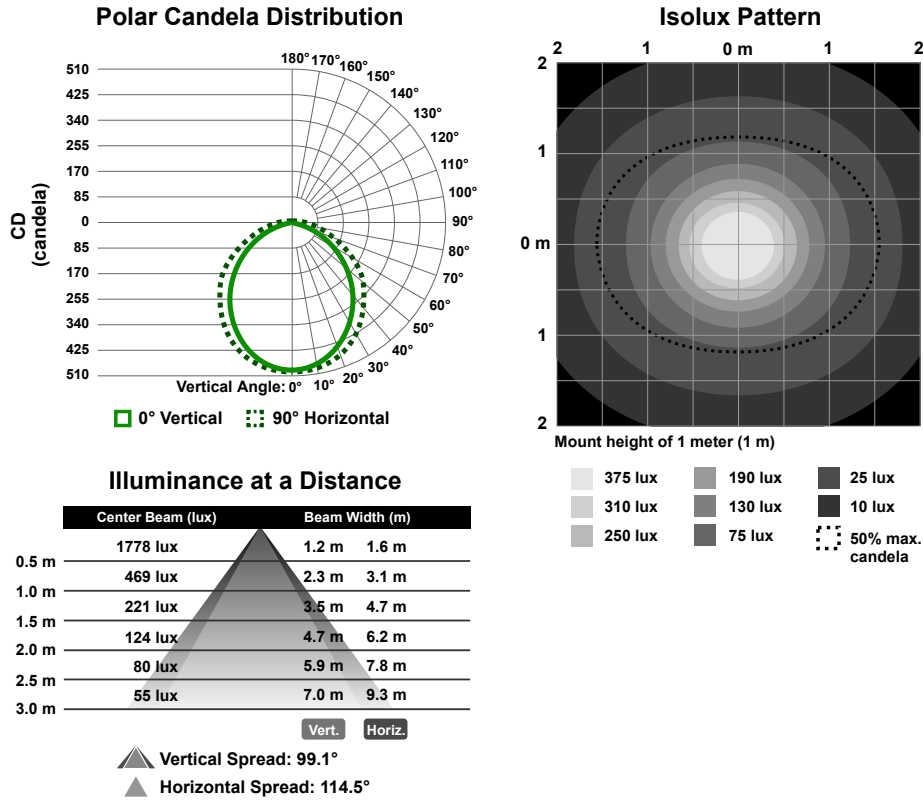 Polar Candela Distribution
180° 170° 160° 150° 140° 130° 120° 110° 100° 90° 80° 70° 60° 50° 40° 30° 20° 10°
510
425
340
255
170
85
0
85
170
255
340
425
510
CD
(candela)
Vertical Angle: 0°
0° Vertical 90° Horizontal
Isolux Pattern
2 1 0 m 1 2
2
1
0 m
1
2
Mount height of 1 meter (1 m)
375 lux 190 lux 25 lux
310 lux 130 lux 10 lux
250 lux 75 lux 50% max.
candela
Illuminance at a Distance
Center Beam (lux) Beam Width (m)
1778 lux 1.2 m 1.6 m
0.5 m
469 lux 2.3 m 3.1 m
1.0 m
221 lux 3.5 m 4.7 m
1.5 m
124 lux 4.7 m 6.2 m
2.0 m
80 lux 5.9 m 7.8 m
2.5 m
55 lux 7.0 m 9.3 m
3.0 m
Vert. Horiz.
Vertical Spread: 99.1°
Horizontal Spread: 114.5°